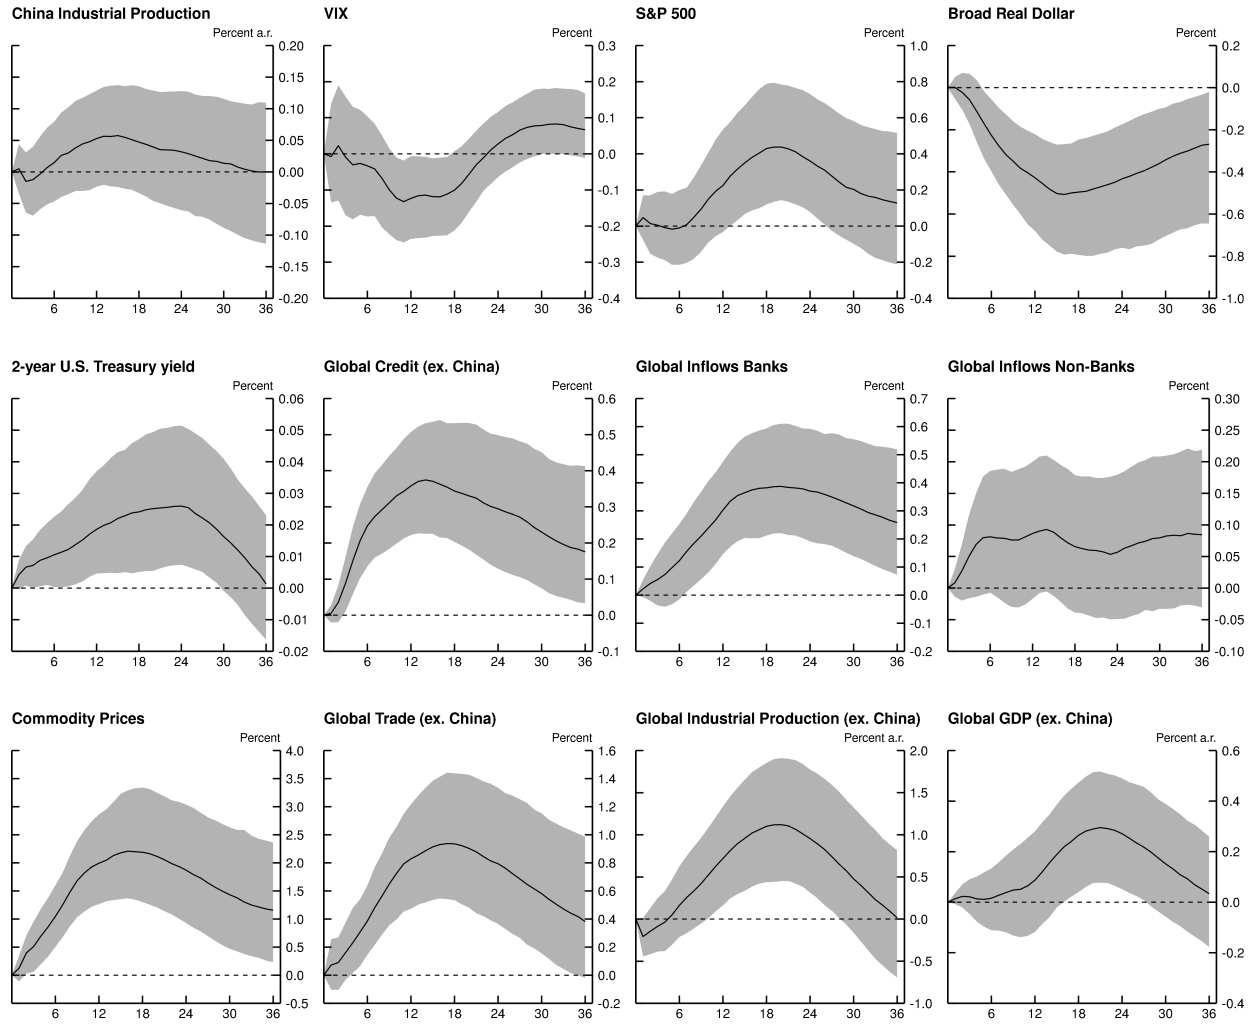 China Industrial Production
Percent a.r.
0.20
0.15
0.10
0.05
0.00
-0.05
-0.10
-0.15
-0.20
6 12 18 24 30 36
VIX
Percent
0.3
0.2
0.1
0.0
-0.1
-0.2
-0.3
-0.4
6 12 18 24 30 36
S&P 500
Percent
1.0
0.8
0.6
0.4
0.2
0.0
-0.2
-0.4
6 12 18 24 30 36
Broad Real Dollar
Percent
0.2
0.0
-0.2
-0.4
-0.6
-0.8
-1.0
6 12 18 24 30 36
2-year U.S. Treasury yield
Percent
0.06
0.05
0.04
0.03
0.02
0.01
0.00
-0.01
-0.02
6 12 18 24 30 36
Global Credit (ex. China)
Percent
0.6
0.5
0.4
0.3
0.2
0.1
0.0
-0.1
6 12 18 24 30 36
Global Inflows Banks
Percent
0.7
0.6
0.5
0.4
0.3
0.2
0.1
0.0
-0.1
-0.2
6 12 18 24 30 36
Global Inflows Non-Banks
Percent
0.30
0.25
0.20
0.15
0.10
0.05
0.00
-0.05
-0.10
6 12 18 24 30 36
Commodity Prices
Percent
4.0
3.5
3.0
2.5
2.0
1.5
1.0
0.5
0.0
-0.5
6 12 18 24 30 36
Global Trade (ex. China)
Percent
1.6
1.4
1.2
1.0
0.8
0.6
0.4
0.2
0.0
-0.2
6 12 18 24 30 36
Global Industrial Production (ex. China)
Percent a.r.
2.0
1.5
1.0
0.5
0.0
-0.5
-1.0
6 12 18 24 30 36
Global GDP (ex. China)
Percent a.r.
0.6
0.4
0.2
0.0
-0.2
-0.4
6 12 18 24 30 36